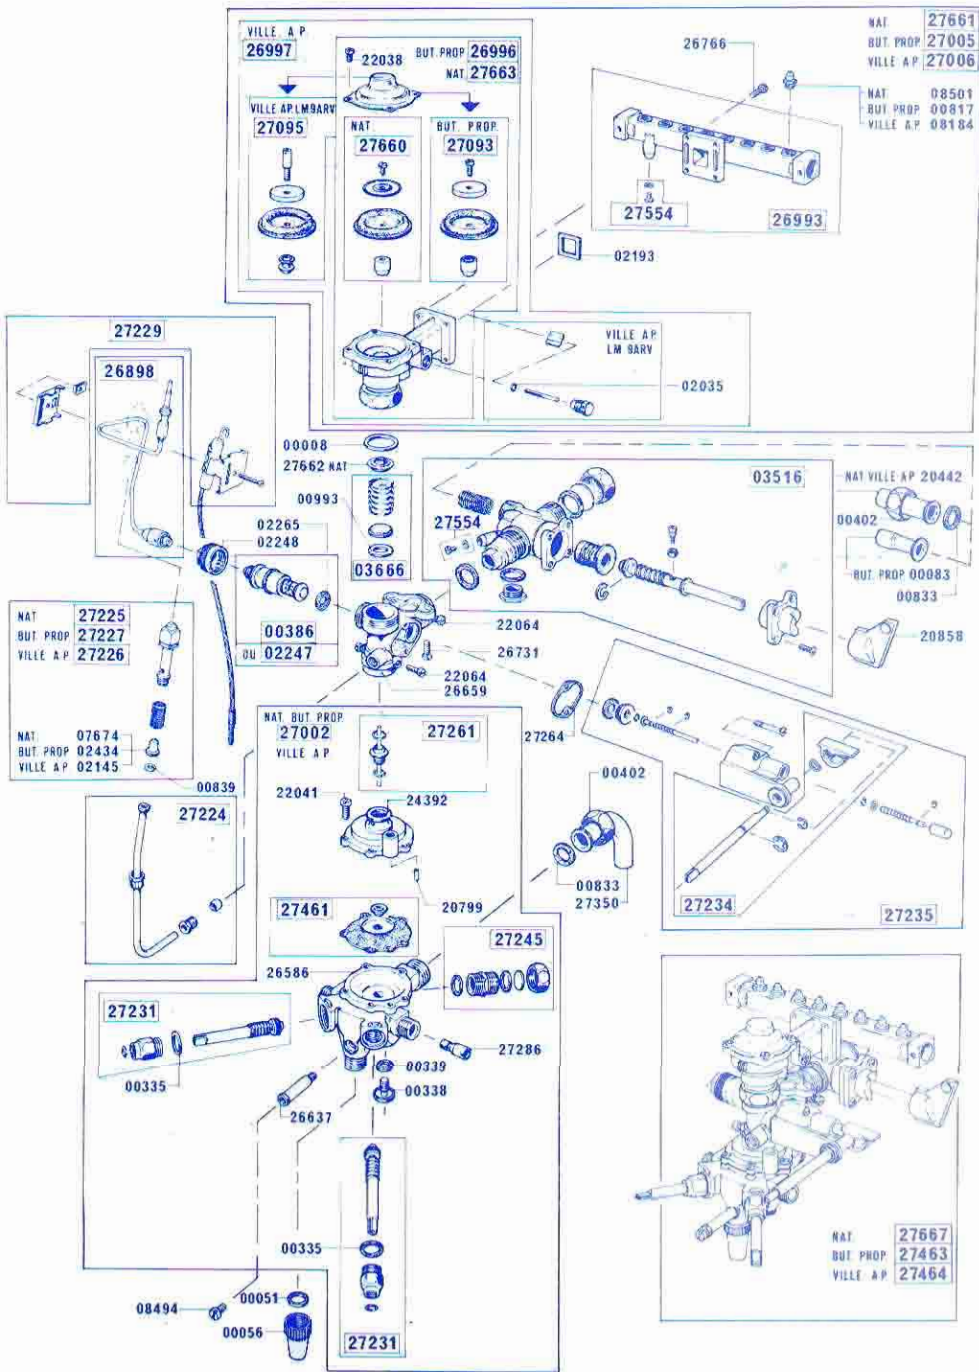 VILLE A P
26997
22038
BUT. PROP 26996
NAT 27663
26766
NAT 27661
BUT. PROP 27005
VILLE A P 27006
NAT 08501
BUT PROP 00817
VILLE A.P. 08184
VILLE AP. LM9ARV
27095
NAT.
27660
BUT. PROP.
27093
27554
26993
02193
VILLE A P.
LM 9ARV
02035
27229
26898
00008
27662 NAT
00993
03666
27554
03516
NAT VILLE A P 20442
00402
BUT PROP 00083
00833
20858
02265
02248
00386
OU 02247
22064
26731
22064
26659
NAT 27225
BUT PROP 27227
VILLE A P 27226
NAT. 07674
BUT PROP 02434
VILLE A P 02145
00839
NAT. BUT PROP.
27002
VILLE A P
27261
27264
22041
24392
00402
27224
20799
00833
27350
27234
27235
27461
27245
26586
27231
27286
00335
00339
00338
26637
00335
08494
00051
00056
27231
NAT 27667
BUT PROP. 27463
VILLE A P 27464